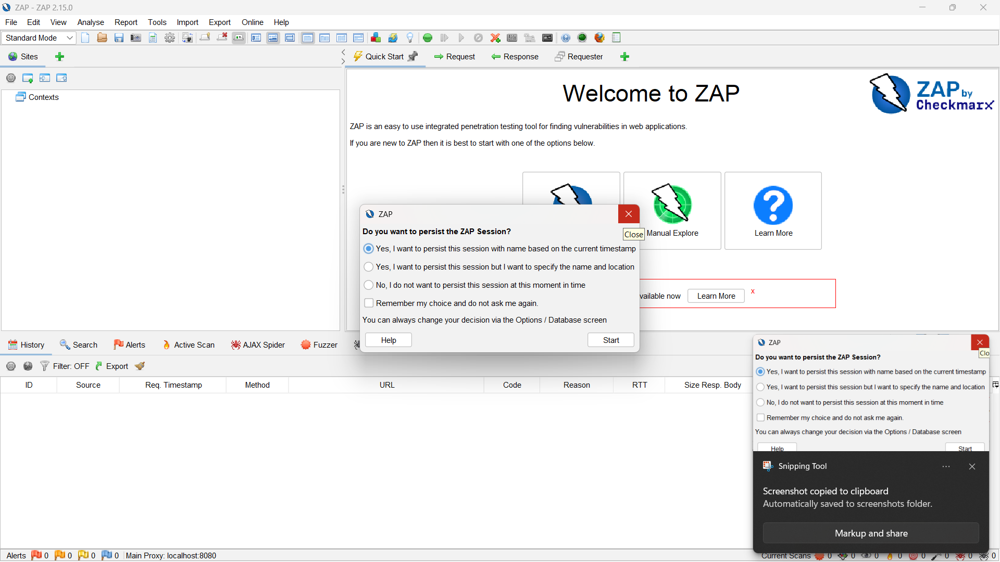 ZAP - ZAP 2.15.0
File Edit View Analyse Report Tools Import Export Online Help
Standard Mode
Sites
Quick Start Request Response Requester
Contexts
Welcome to ZAP
ZAP by
Checkmarx
ZAP is an easy to use integrated penetration testing tool for finding vulnerabilities in web applications.
If you are new to ZAP then it is best to start with one of the options below.
Manual Explore
Learn More
ZAP
Do you want to persist the ZAP Session?
Close
Yes, I want to persist this session with name based on the current timestamp
Yes, I want to persist this session but I want to specify the name and location
No, I do not want to persist this session at this moment in time
Remember my choice and do not ask me again.
You can always change your decision via the Options / Database screen
Help
Start
now
Learn More
X
History Search Alerts Active Scan AJAX Spider Fuzzer
Filter: OFF Export
ID Source Req. Timestamp Method URL Code Reason RTT Size Resp. Body
ZAP
Do you want to persist the ZAP Session?
Clo
Yes, I want to persist this session with name based on the current timestamp
Yes, I want to persist this session but I want to specify the name and location
No, I do not want to persist this session at this moment in time
Remember my choice and do not ask me again.
You can always change your decision via the Options / Database screen
Help
Start
Snipping Tool
Screenshot copied to clipboard
Automatically saved to screenshots folder.
Markup and share
Alerts 0 0 0 0 Main Proxy: localhost:8080
Current Scans 0 0 0 0 0 0 0 0